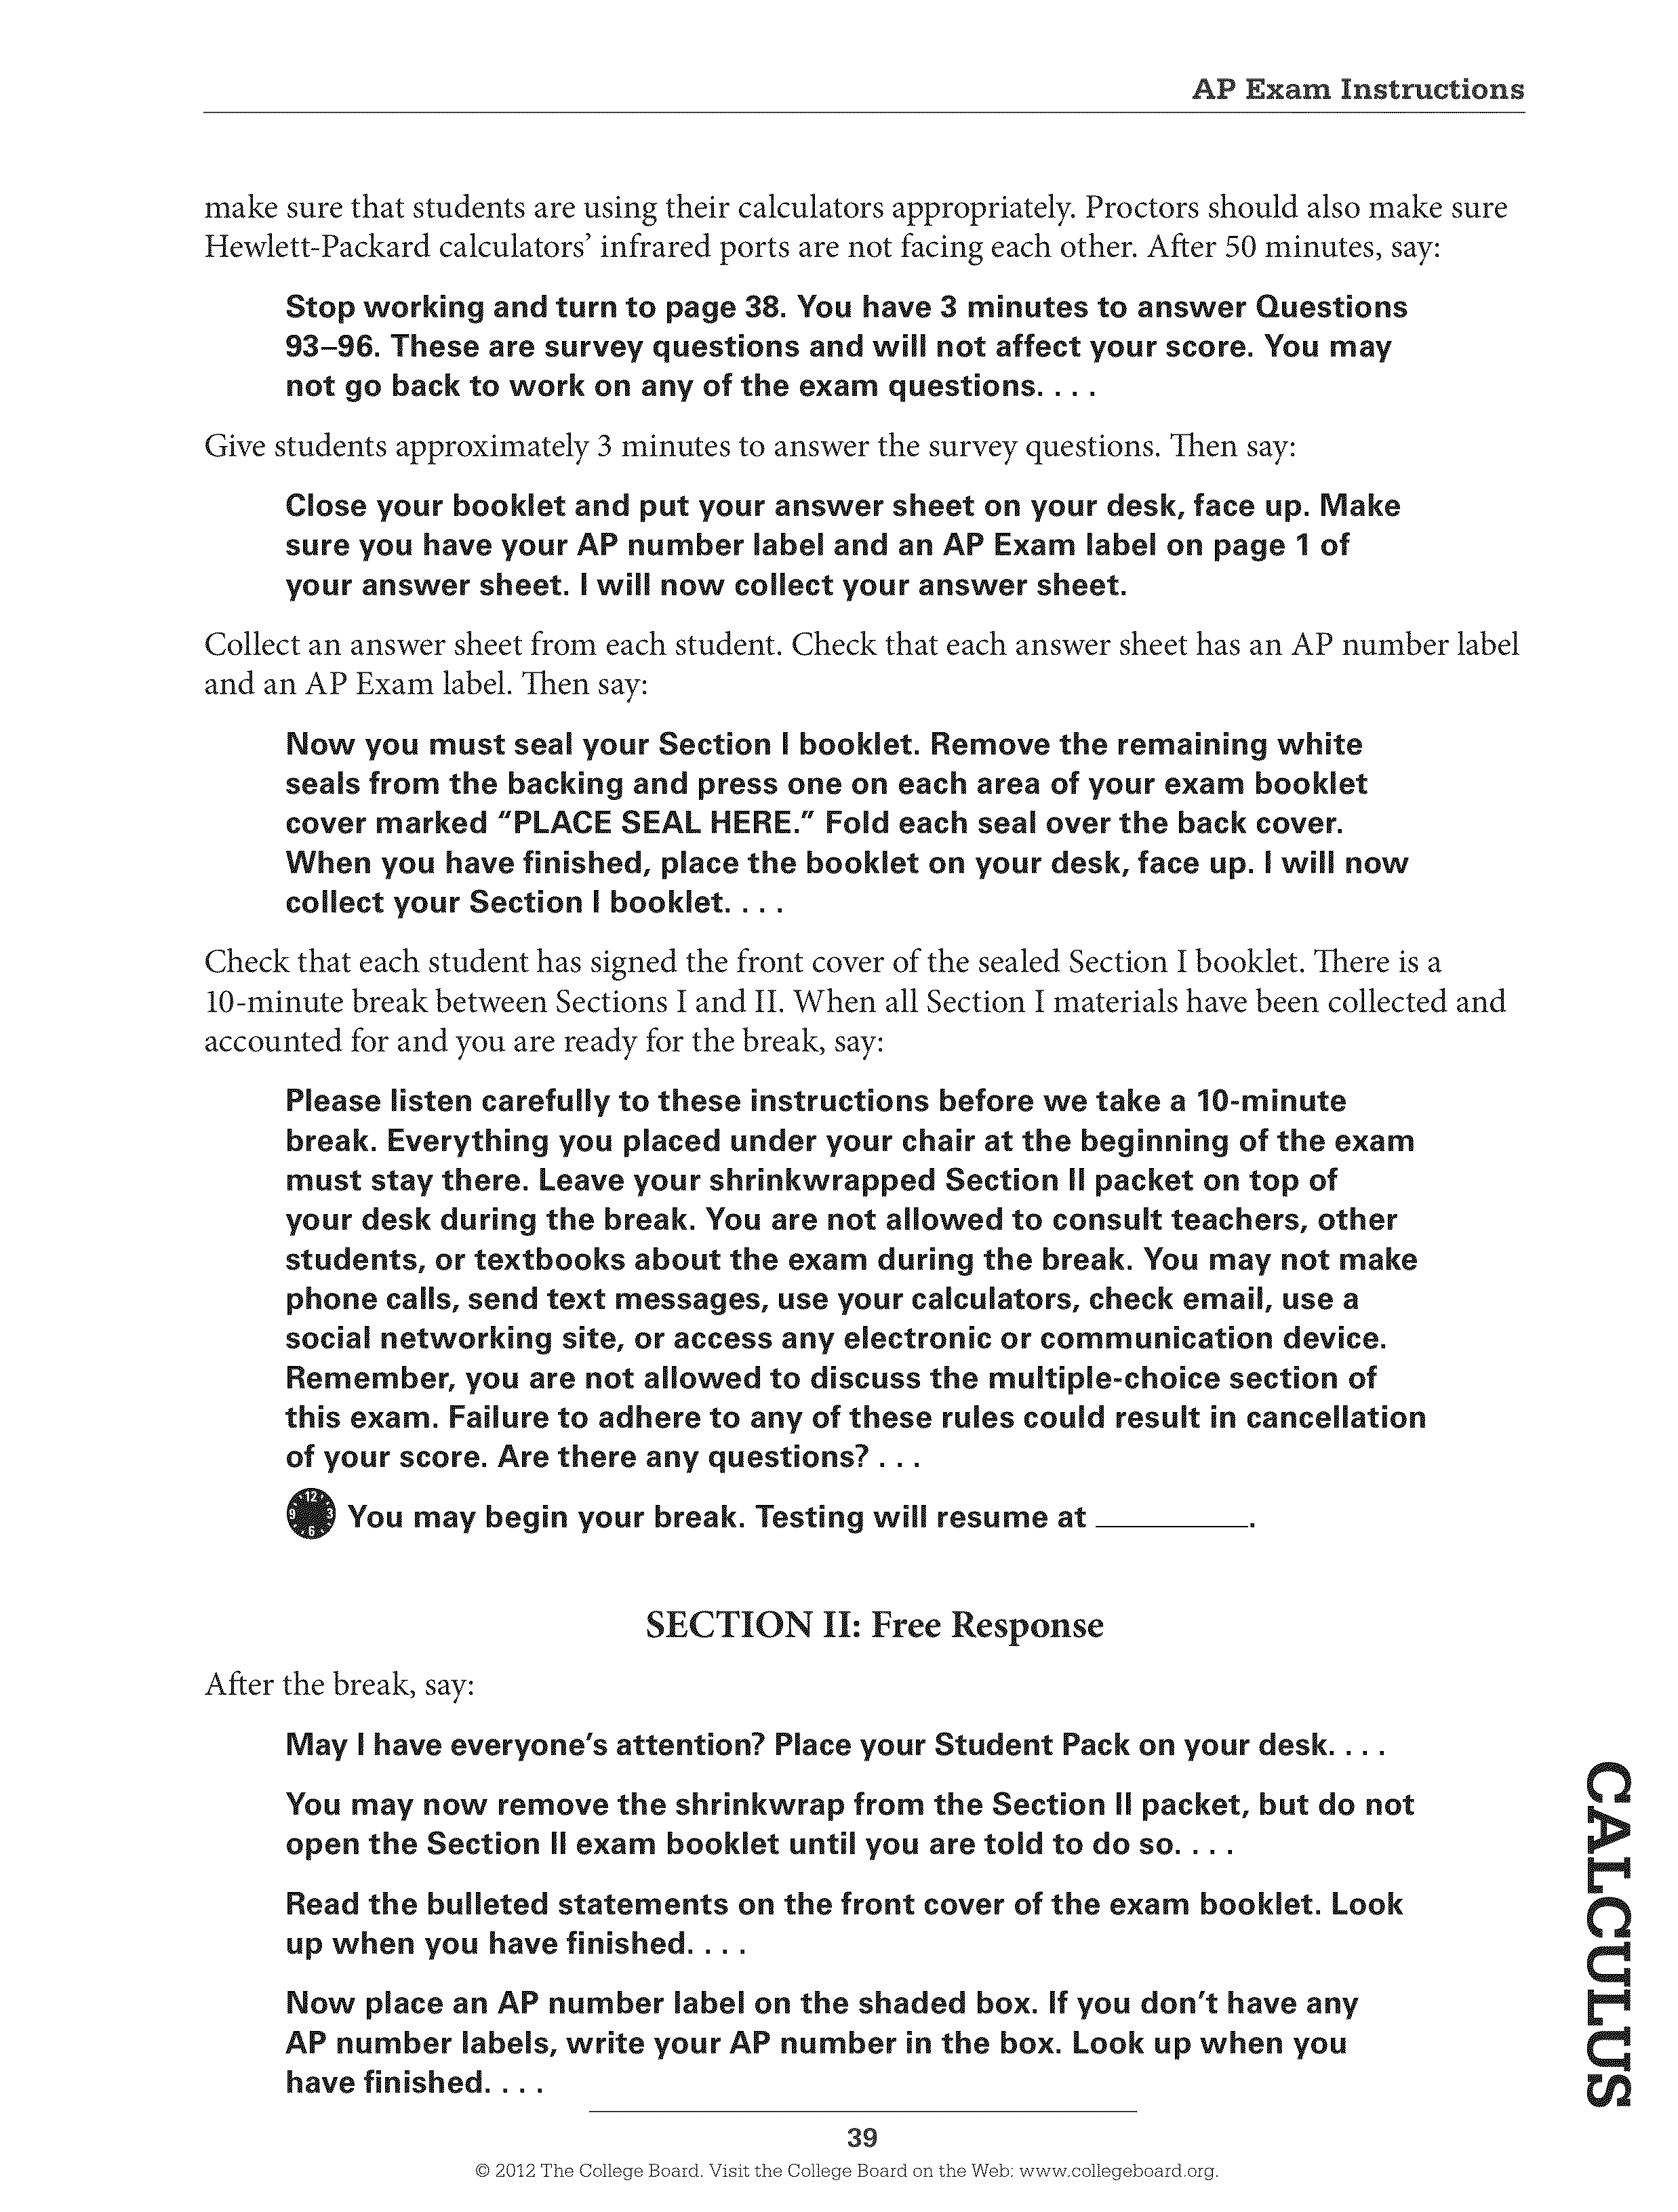 AP Exam Instructions
make sure that students are using their calculators appropriately. Proctors should also make sure
Hewlett-Packard calculators’ infrared ports are not facing each other. After 50 minutes, say:
Stop working and turn to page 38. You have 3 minutes to answer Questions
93–96. These are survey questions and will not affect your score. You may
not go back to work on any of the exam questions. . . .
Give students approximately 3 minutes to answer the survey questions. Then say:
Close your booklet and put your answer sheet on your desk, face up. Make
sure you have your AP number label and an AP Exam label on page 1 of
your answer sheet. I will now collect your answer sheet.
Collect an answer sheet from each student. Check that each answer sheet has an AP number label
and an AP Exam label. Then say:
Now you must seal your Section I booklet. Remove the remaining white
seals from the backing and press one on each area of your exam booklet
cover marked “PLACE SEAL HERE.” Fold each seal over the back cover.
When you have finished, place the booklet on your desk, face up. I will now
collect your Section I booklet. . . .
Check that each student has signed the front cover of the sealed Section I booklet. There is a
10-minute break between Sections I and II. When all Section I materials have been collected and
accounted for and you are ready for the break, say:
Please listen carefully to these instructions before we take a 10-minute
break. Everything you placed under your chair at the beginning of the exam
must stay there. Leave your shrinkwrapped Section II packet on top of
your desk during the break. You are not allowed to consult teachers, other
students, or textbooks about the exam during the break. You may not make
phone calls, send text messages, use your calculators, check email, use a
social networking site, or access any electronic or communication device.
Remember, you are not allowed to discuss the multiple-choice section of
this exam. Failure to adhere to any of these rules could result in cancellation
of your score. Are there any questions? . . .
12
9 3
6
You may begin your break. Testing will resume at __________.
SECTION II: Free Response
After the break, say:
May I have everyone’s attention? Place your Student Pack on your desk. . . .
You may now remove the shrinkwrap from the Section II packet, but do not
open the Section II exam booklet until you are told to do so. . . .
Read the bulleted statements on the front cover of the exam booklet. Look
up when you have finished. . . .
Now place an AP number label on the shaded box. If you don’t have any
AP number labels, write your AP number in the box. Look up when you
have finished. . . .
CALCULUS
39
© 2012 The College Board. Visit the College Board on the Web: www.collegeboard.org.